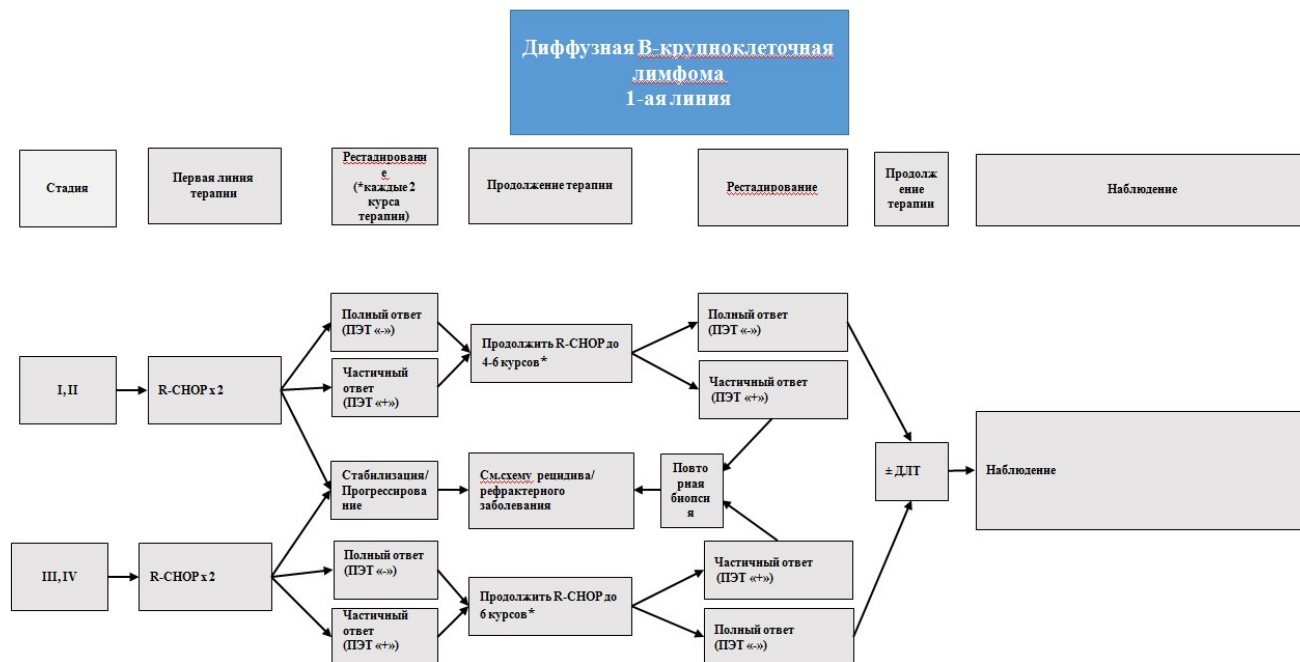 Диффузная В-крупноклеточная
лимфома
1-ая линия
Стадия
Первая линия
терапии
Рестадировани
е
(*каждые 2
курса
терапии)
Продолжение терапии
Рестадирование
Продолж
ение
терапии
Наблюдение
Полный ответ
(ПЭТ «-»)
Частичный
ответ
(ПЭТ «+»)
I, II
R-CHOP x 2
Продолжить R-CHOP до
4-6 курсов*
Полный ответ
(ПЭТ «-»)
Частичный ответ
(ПЭТ «+»)
Стабилизация/
Прогрессирова
ние
См.схему рецидива/
рефрактерного
заболевания
Повто
рная
биопси
я
± ДЛТ
Наблюдение
III, IV
R-CHOP x 2
Полный ответ
(ПЭТ «-»)
Частичный
ответ
(ПЭТ «+»)
Продолжить R-CHOP до
6 курсов*
Частичный ответ
(ПЭТ «+»)
Полный ответ
(ПЭТ «-»)